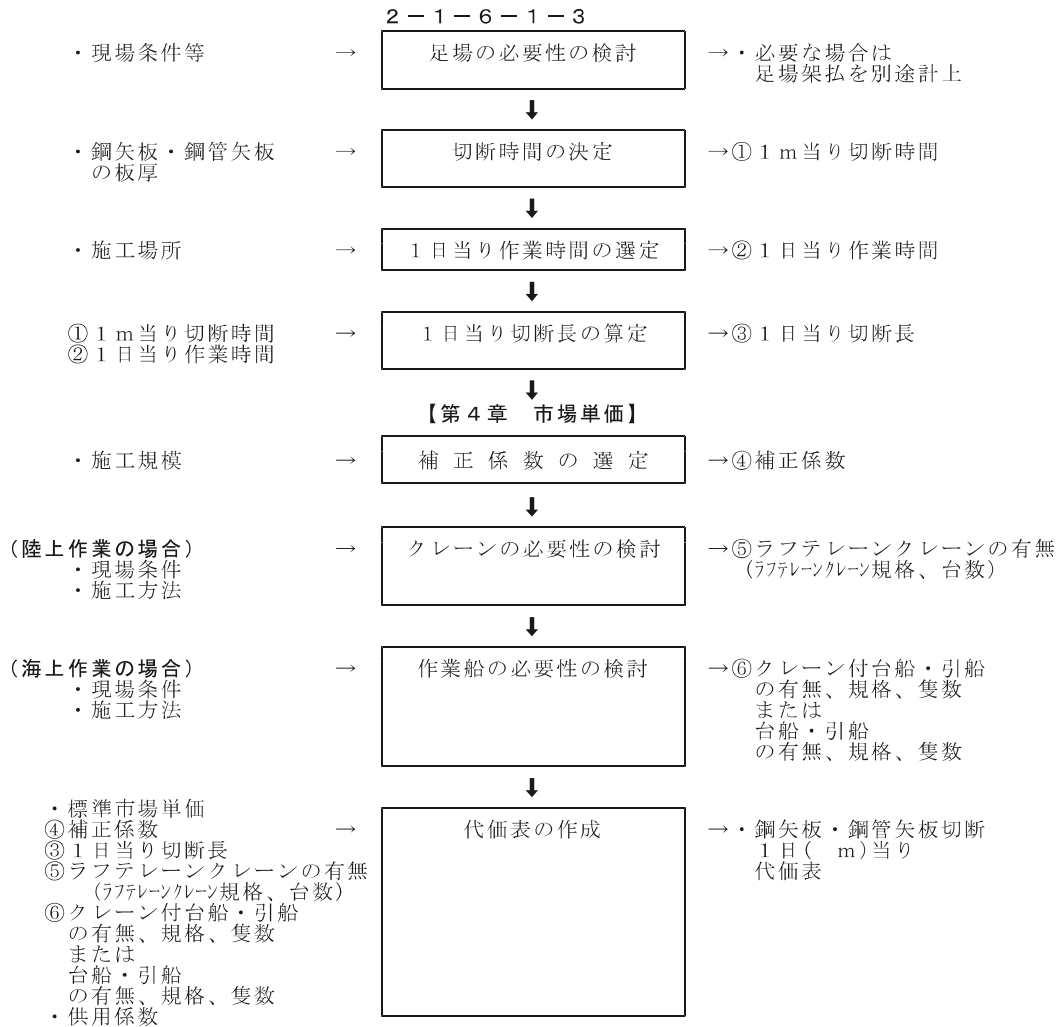 ２－１－６－１－３
・現場条件等 → 足場の必要性の検討 →・必要な場合は
足場架払を別途計上
・鋼矢板・鋼管矢板 → 切断時間の決定 →①１ｍ当り切断時間
の板厚
・施工場所 → １日当り作業時間の選定 →②１日当り作業時間
①１ｍ当り切断時間 → １日当り切断長の算定 →③１日当り切断長
②１日当り作業時間
【第４章　市場単価】
・施工規模 → 補正係数の選定 →④補正係数
（陸上作業の場合） → クレーンの必要性の検討 →⑤ラフテレーンクレーンの有無
・現場条件 （ﾗﾌﾃﾚｰﾝｸﾚｰﾝ規格、台数）
・施工方法
（海上作業の場合） → 作業船の必要性の検討 →⑥クレーン付台船・引船
・現場条件 の有無、規格、隻数
・施工方法 または
台船・引船
の有無、規格、隻数
・標準市場単価
④補正係数 → 代価表の作成 →・鋼矢板・鋼管矢板切断
③１日当り切断長 １日(　ｍ)当り
⑤ラフテレーンクレーンの有無 代価表
（ﾗﾌﾃﾚｰﾝｸﾚｰﾝ規格、台数）
⑥クレーン付台船・引船
の有無、規格、隻数
または
台船・引船
の有無、規格、隻数
・供用係数